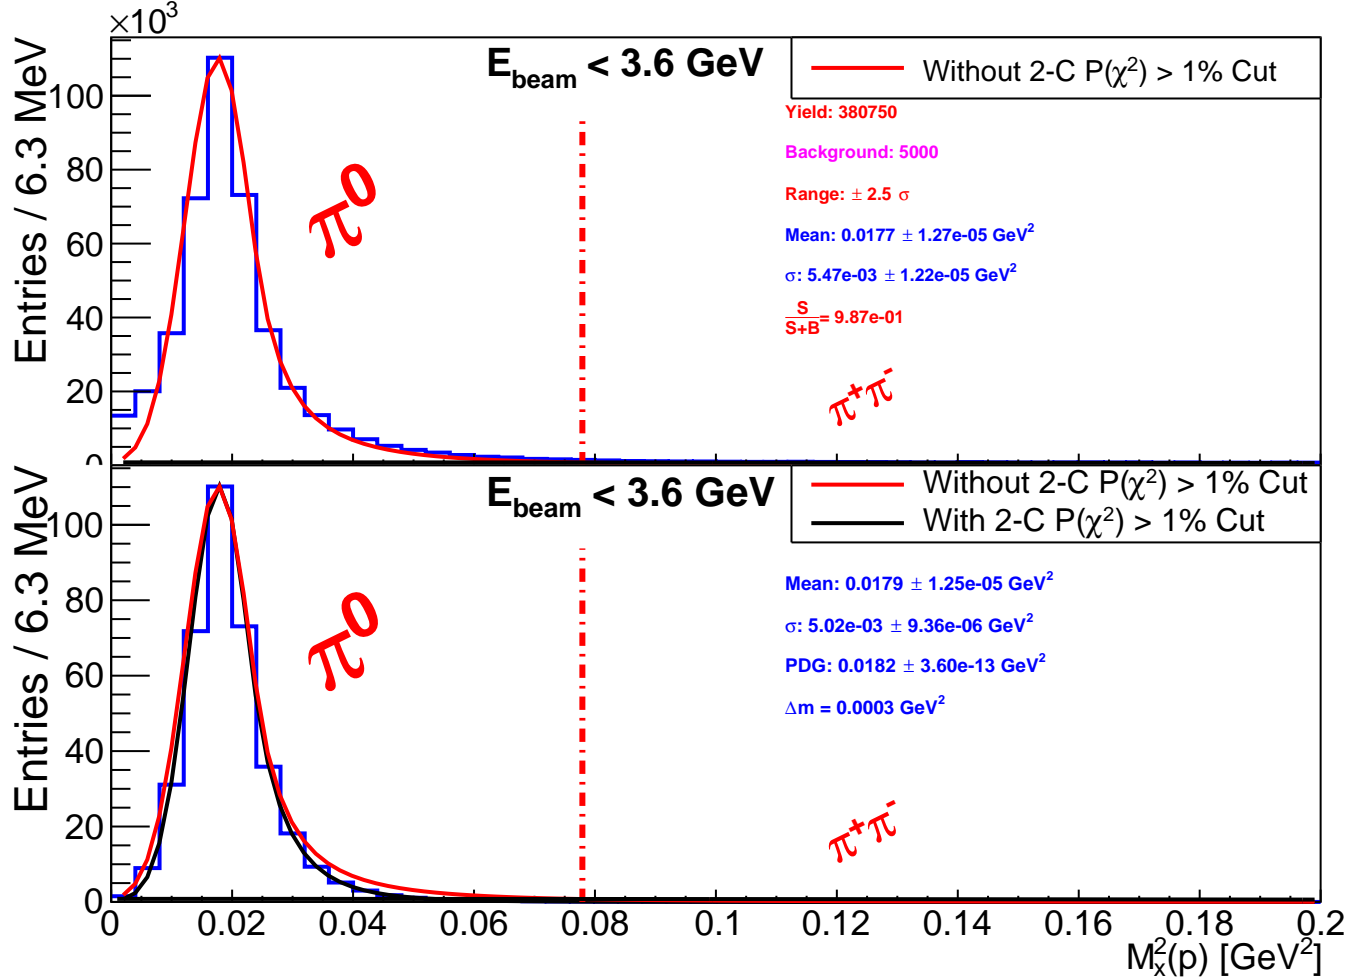 ×10³
E_beam < 3.6 GeV
Without 2-C P(χ²) > 1% Cut
Yield: 380750
Background: 5000
Range: ± 2.5 σ
Mean: 0.0177 ± 1.27e-05 GeV²
σ: 5.47e-03 ± 1.22e-05 GeV²
S
S+B = 9.87e-01
π⁰
π⁺π⁻
Entries / 6.3 MeV
100
80
60
40
20
0
E_beam < 3.6 GeV
Without 2-C P(χ²) > 1% Cut
With 2-C P(χ²) > 1% Cut
Mean: 0.0179 ± 1.25e-05 GeV²
σ: 5.02e-03 ± 9.36e-06 GeV²
PDG: 0.0182 ± 3.60e-13 GeV²
Δm = 0.0003 GeV²
π⁰
π⁺π⁻
Entries / 6.3 MeV
100
80
60
40
20
0
0 0.02 0.04 0.06 0.08 0.1 0.12 0.14 0.16 0.18 0.2
M²ₓ(p) [GeV²]